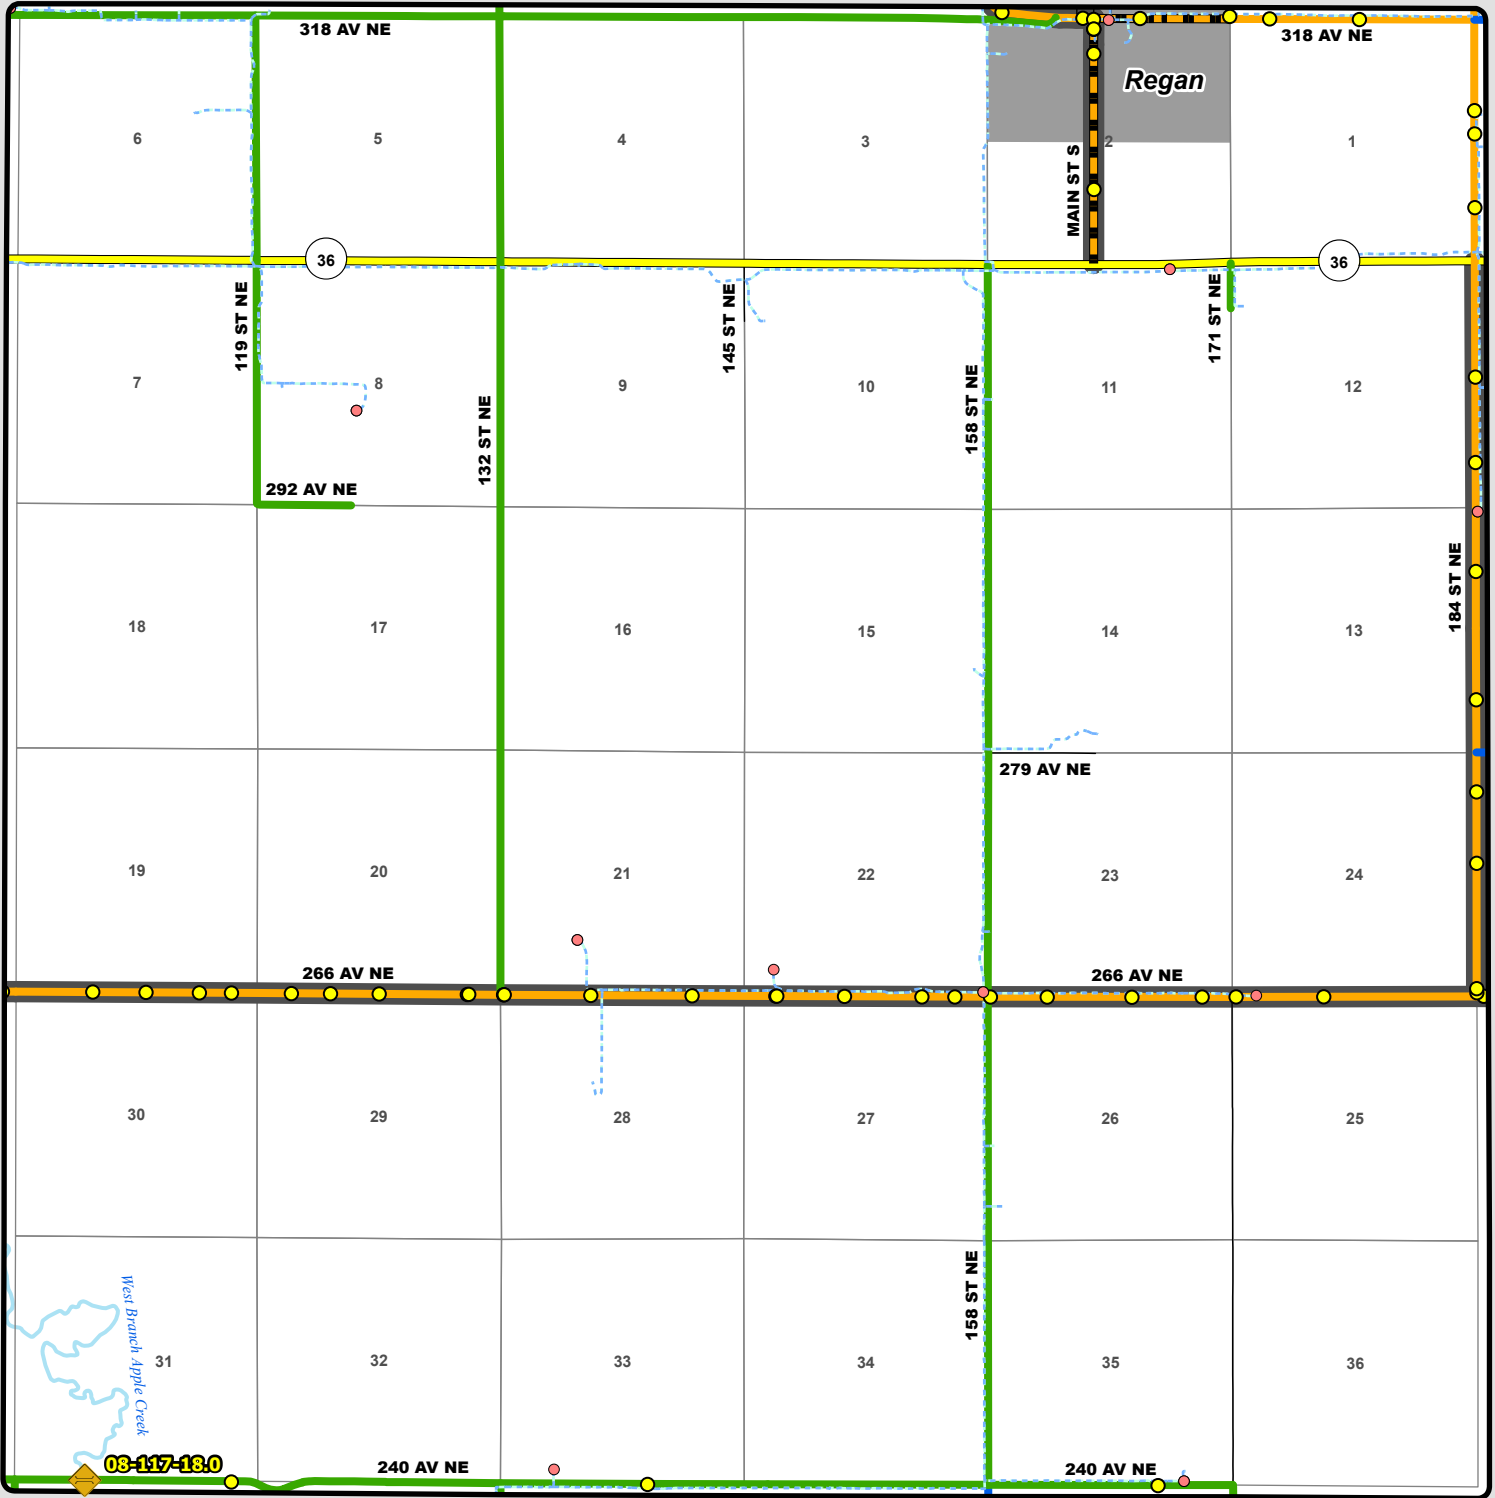 318 AV NE
318 AV NE
Regan
6
5
4
3
2
1
MAIN ST S
36
36
119 ST NE
145 ST NE
171 ST NE
7
8
9
10
11
12
132 ST NE
158 ST NE
292 AV NE
184 ST NE
18
17
16
15
14
13
279 AV NE
19
20
21
22
23
24
266 AV NE
266 AV NE
30
29
28
27
26
25
158 ST NE
West Branch Apple Creek
31
32
33
34
35
36
08-117-18.0
240 AV NE
240 AV NE